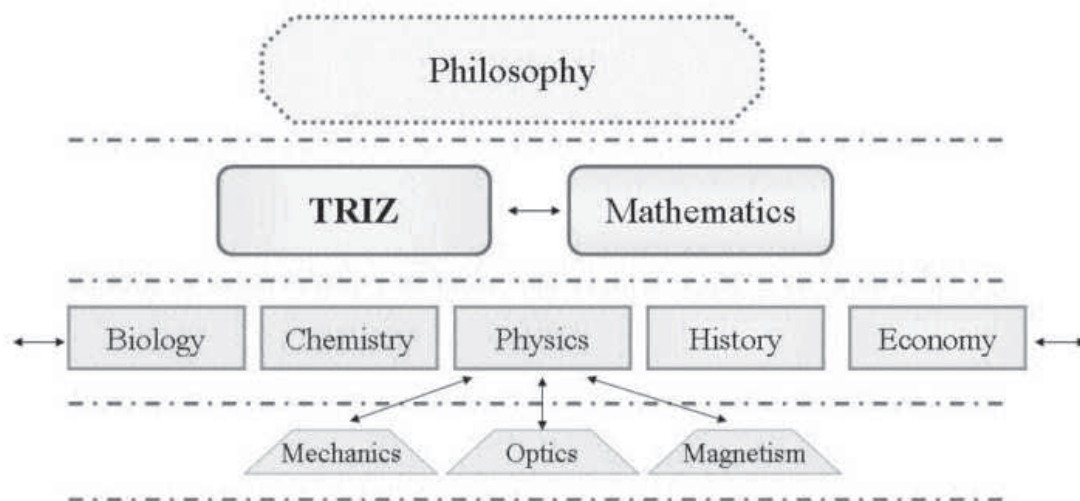 Philosophy
TRIZ
Mathematics
Biology
Chemistry
Physics
History
Economy
Mechanics
Optics
Magnetism